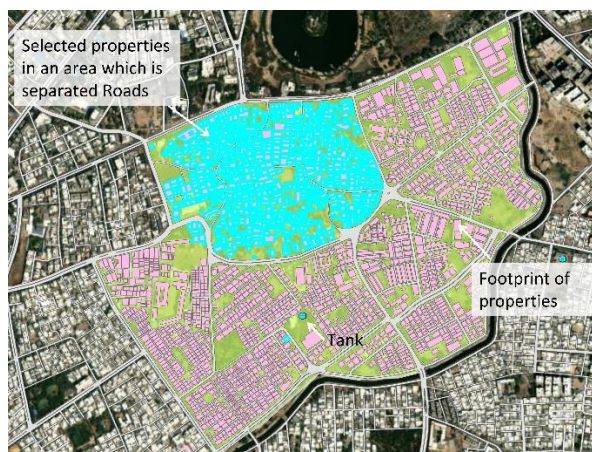 Selected properties
in an area which is
separated Roads
Footprint of
properties
Tank